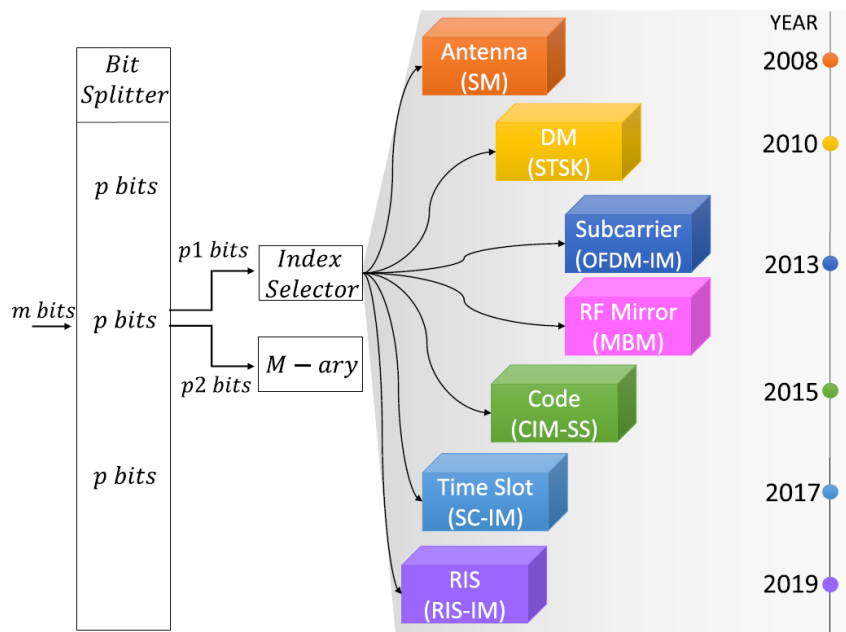 Bit
Splitter
p bits
p bits
p bits
m bits
p1 bits
p2 bits
Index
Selector
M − ary
Antenna
(SM)
DM
(STSK)
Subcarrier
(OFDM-IM)
RF Mirror
(MBM)
Code
(CIM-SS)
Time Slot
(SC-IM)
RIS
(RIS-IM)
YEAR
2008
2010
2013
2015
2017
2019